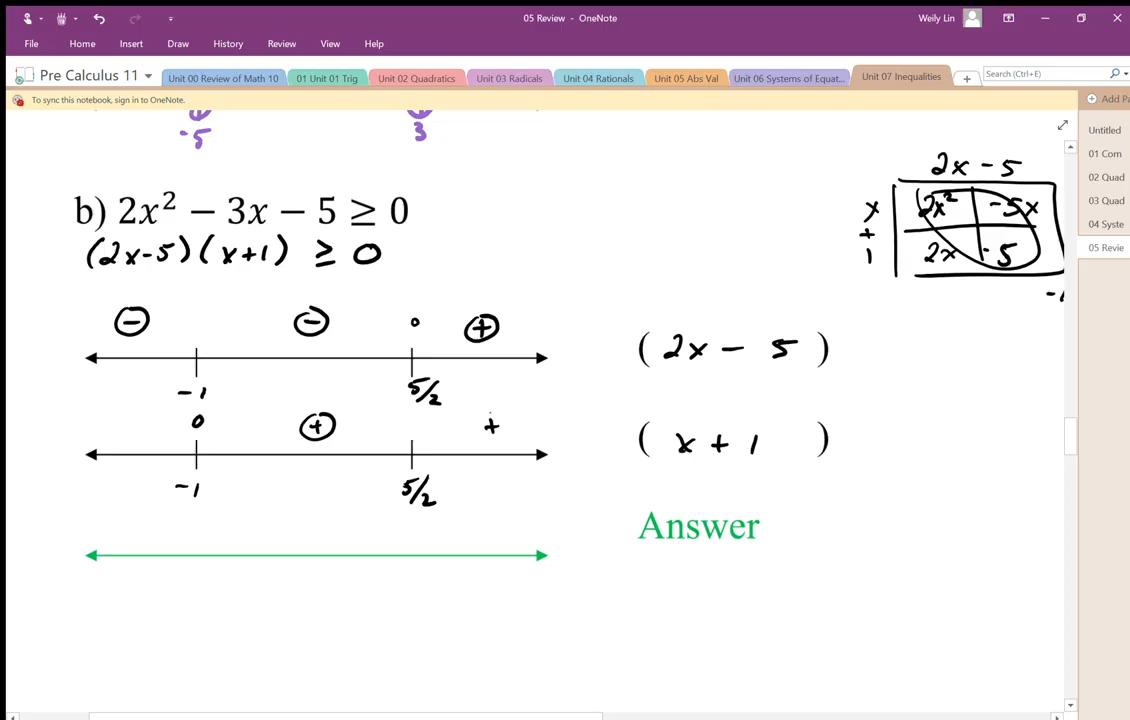 05 Review - OneNote
Weily Lin
File Home Insert Draw History Review View Help
Pre Calculus 11
Unit 00 Review of Math 10
01 Unit 01 Trig
Unit 02 Quadratics
Unit 03 Radicals
Unit 04 Rationals
Unit 05 Abs Val
Unit 06 Systems of Equat...
Unit 07 Inequalities
Search (Ctrl+E)
To sync this notebook, sign in to OneNote.
Add Pa
Untitled
01 Com
02 Quad
03 Quad
04 Syste
05 Revie
-5 3
2x - 5
x 2x² -5x
+
1 2x -5
b) 2x² − 3x − 5 ≥ 0
(2x-5)(x+1) ≥ 0
− − 0 +
-1 5/2
(2x - 5)
0 + +
-1 5/2
(x + 1)
Answer